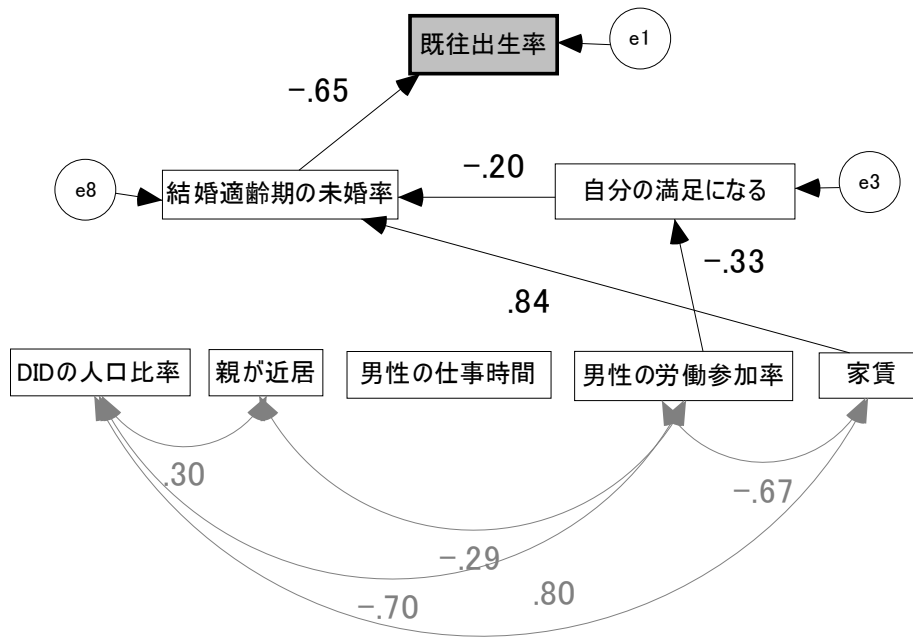 既往出生率
e1
−.65
e8
結婚適齢期の未婚率
−.20
自分の満足になる
e3
−.33
.84
DIDの人口比率
親が近居
男性の仕事時間
男性の労働参加率
家賃
.30
−.67
−.29
−.70
.80